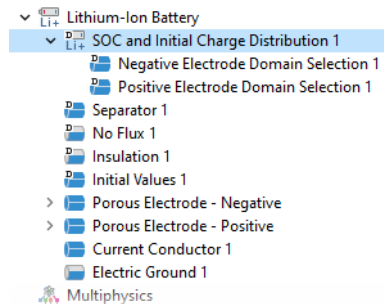 Lithium-Ion Battery
SOC and Initial Charge Distribution 1
Negative Electrode Domain Selection 1
Positive Electrode Domain Selection 1
Separator 1
No Flux 1
Insulation 1
Initial Values 1
Porous Electrode - Negative
Porous Electrode - Positive
Current Conductor 1
Electric Ground 1
Multiphysics